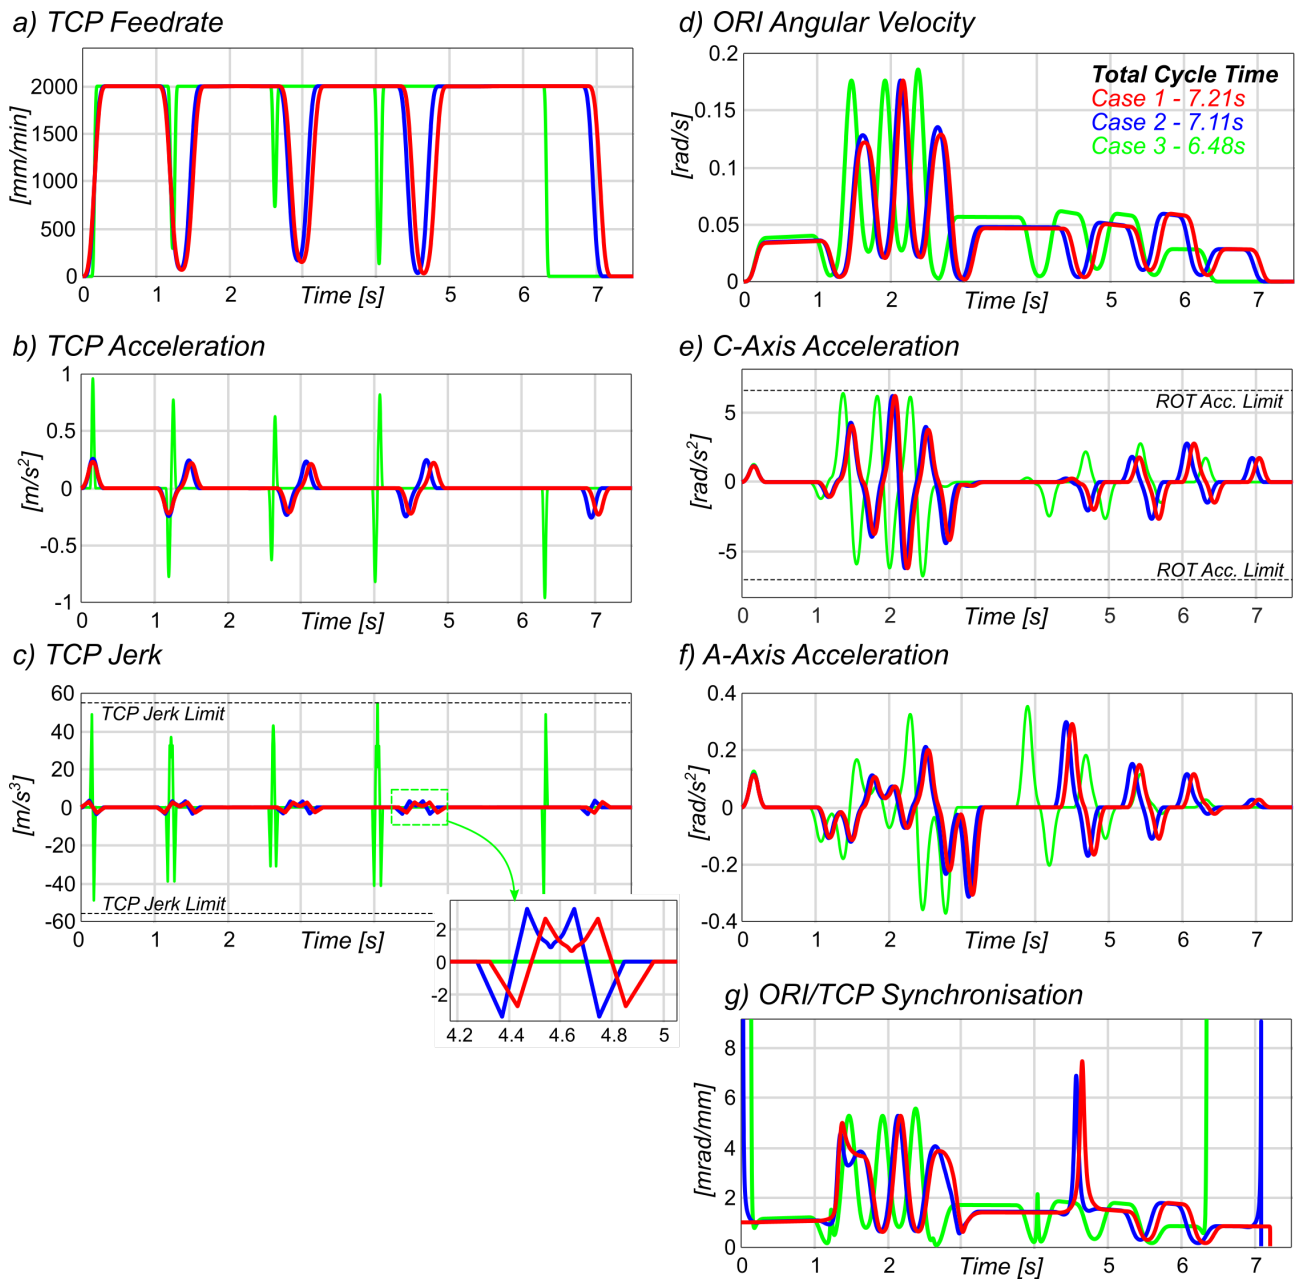 a) TCP Feedrate
[mm/min]
2000
1500
1000
500
0
0 1 2 Time [s] 5 6 7
b) TCP Acceleration
[m/s²]
1
0.5
0
-0.5
-1
0 1 2 Time [s] 5 6 7
c) TCP Jerk
[m/s³]
60
40
20
0
-20
-40
-60
TCP Jerk Limit
TCP Jerk Limit
0 1 2 Time [s]
2
0
-2
4.2 4.4 4.6 4.8 5
d) ORI Angular Velocity
[rad/s]
0.2
0.15
0.1
0.05
0
Total Cycle Time
Case 1 - 7.21s
Case 2 - 7.11s
Case 3 - 6.48s
0 1 2 Time [s] 5 6 7
e) C-Axis Acceleration
[rad/s²]
5
0
-5
ROT Acc. Limit
ROT Acc. Limit
0 1 2 Time [s] 5 6 7
f) A-Axis Acceleration
[rad/s²]
0.4
0.2
0
-0.2
-0.4
0 1 2 Time [s] 5 6 7
g) ORI/TCP Synchronisation
[mrad/mm]
8
6
4
2
0
0 1 2 Time [s] 5 6 7